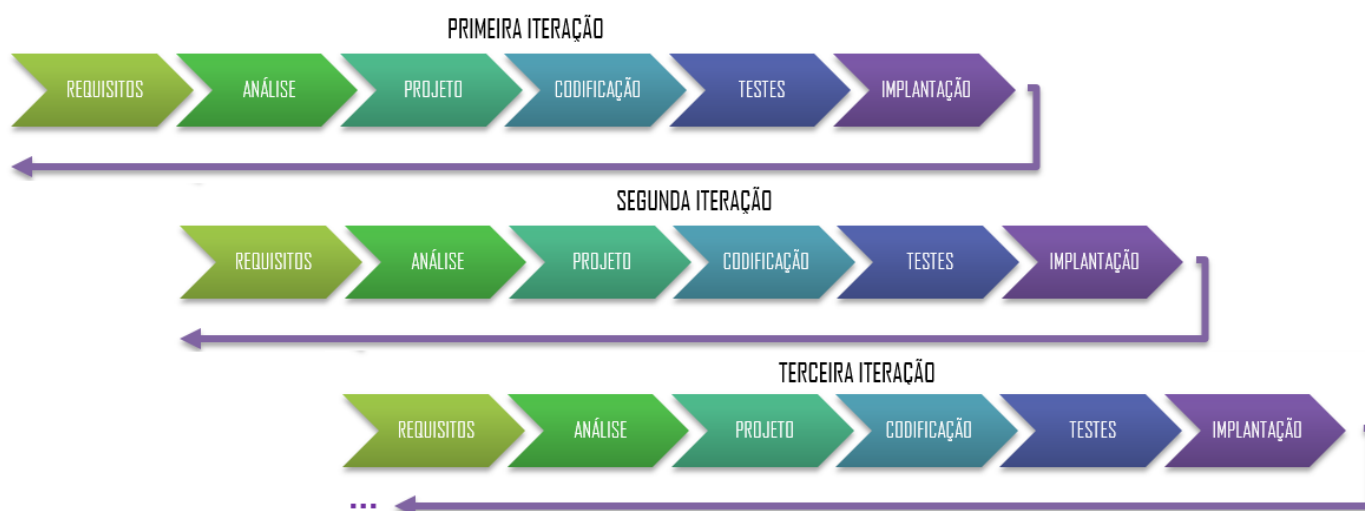 PRIMEIRA ITERAÇÃO
REQUISITOS ANÁLISE PROJETO CODIFICAÇÃO TESTES IMPLANTAÇÃO
SEGUNDA ITERAÇÃO
REQUISITOS ANÁLISE PROJETO CODIFICAÇÃO TESTES IMPLANTAÇÃO
TERCEIRA ITERAÇÃO
REQUISITOS ANÁLISE PROJETO CODIFICAÇÃO TESTES IMPLANTAÇÃO
...